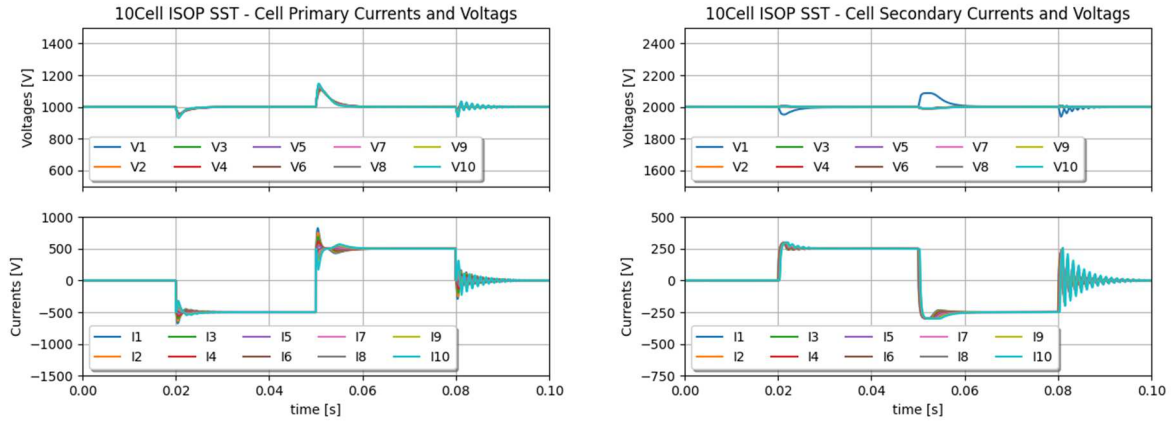 10Cell ISOP SST - Cell Primary Currents and Voltags
1400
1200
1000
800
600
Voltages [V]
V1 V3 V5 V7 V9
V2 V4 V6 V8 V10
1000
500
0
−500
−1000
−1500
Currents [V]
I1 I3 I5 I7 I9
I2 I4 I6 I8 I10
0.00 0.02 0.04 0.06 0.08 0.10
time [s]
10Cell ISOP SST - Cell Secondary Currents and Voltags
2400
2200
2000
1800
1600
Voltages [V]
V1 V3 V5 V7 V9
V2 V4 V6 V8 V10
500
250
0
−250
−500
−750
Currents [V]
I1 I3 I5 I7 I9
I2 I4 I6 I8 I10
0.00 0.02 0.04 0.06 0.08 0.10
time [s]